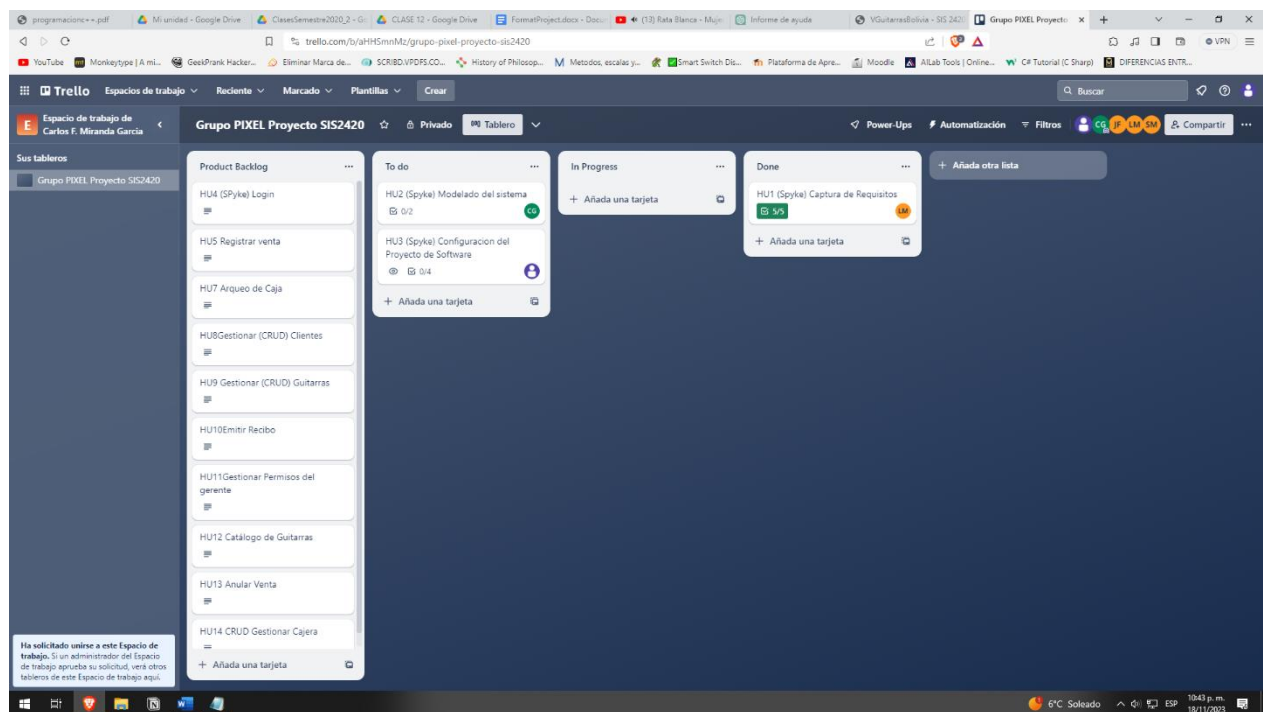 programacionc++.pdf
Mi unidad - Google Drive
ClasesSemestre2020_2 - Go
CLASE 12 - Google Drive
FormatProject.docx - Docu
(13) Rata Blanca - Muje
Informe de ayuda
VGuitarrasBolivia - SIS 2420
Grupo PIXEL Proyecto
trello.com/b/aHHSmnMz/grupo-pixel-proyecto-sis2420
VPN
YouTube
Monkeytype | A mi...
GeekPrank Hacker...
Eliminar Marca de...
SCRIBD.VPDFS.CO...
History of Philosop...
Metodos, escalas y...
Smart Switch Dis...
Plataforma de Apre...
Moodle
AILab Tools | Online...
C# Tutorial (C Sharp)
DIFERENCIAS ENTR...
Trello
Espacios de trabajo
Reciente
Marcado
Plantillas
Crear
Buscar
E
Espacio de trabajo de
Carlos F. Miranda Garcia
Grupo PIXEL Proyecto SIS2420
Privado
Tablero
Power-Ups
Automatización
Filtros
CG
JF
LM
SM
Compartir
Sus tableros
Grupo PIXEL Proyecto SIS2420
Product Backlog
HU4 (SPyke) Login
HU5 Registrar venta
HU7 Arqueo de Caja
HU8Gestionar (CRUD) Clientes
HU9 Gestionar (CRUD) Guitarras
HU10Emitir Recibo
HU11Gestionar Permisos del
gerente
HU12 Catálogo de Guitarras
HU13 Anular Venta
HU14 CRUD Gestionar Cajera
+ Añada una tarjeta
To do
HU2 (Spyke) Modelado del sistema
0/2
CG
HU3 (Spyke) Configuracion del
Proyecto de Software
0/4
+ Añada una tarjeta
In Progress
+ Añada una tarjeta
Done
HU1 (Spyke) Captura de Requisitos
5/5
LM
+ Añada una tarjeta
+ Añada otra lista
Ha solicitado unirse a este Espacio de
trabajo. Si un administrador del Espacio
de trabajo aprueba su solicitud, verá otros
tableros de este Espacio de trabajo aquí.
6°C Soleado
ESP
10:43 p. m.
18/11/2023